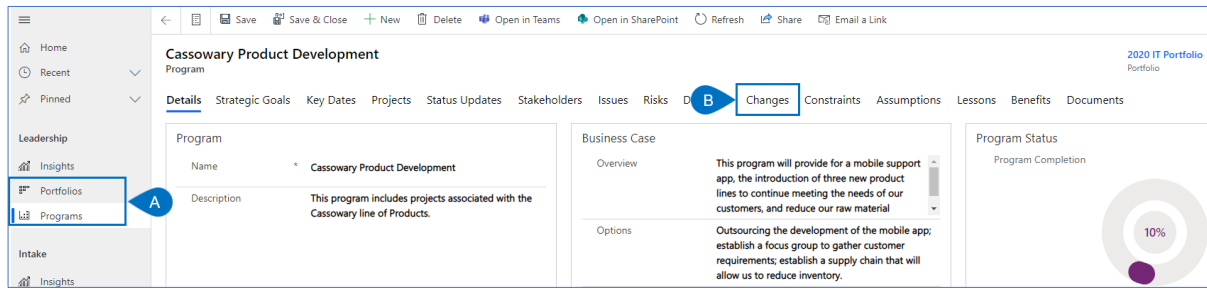 Save Save & Close New Delete Open in Teams Open in SharePoint Refresh Share Email a Link
Home
Recent
Pinned
Leadership
Insights
Portfolios
Programs
Intake
Insights
A
Cassowary Product Development
Program
2020 IT Portfolio
Portfolio
Details Strategic Goals Key Dates Projects Status Updates Stakeholders Issues Risks D B Changes Constraints Assumptions Lessons Benefits Documents
Program
Name * Cassowary Product Development
Description This program includes projects associated with the
Cassowary line of Products.
Business Case
Overview This program will provide for a mobile support
app, the introduction of three new product
lines to continue meeting the needs of our
customers, and reduce our raw material
Options Outsourcing the development of the mobile app;
establish a focus group to gather customer
requirements; establish a supply chain that will
allow us to reduce inventory.
Program Status
Program Completion
10%